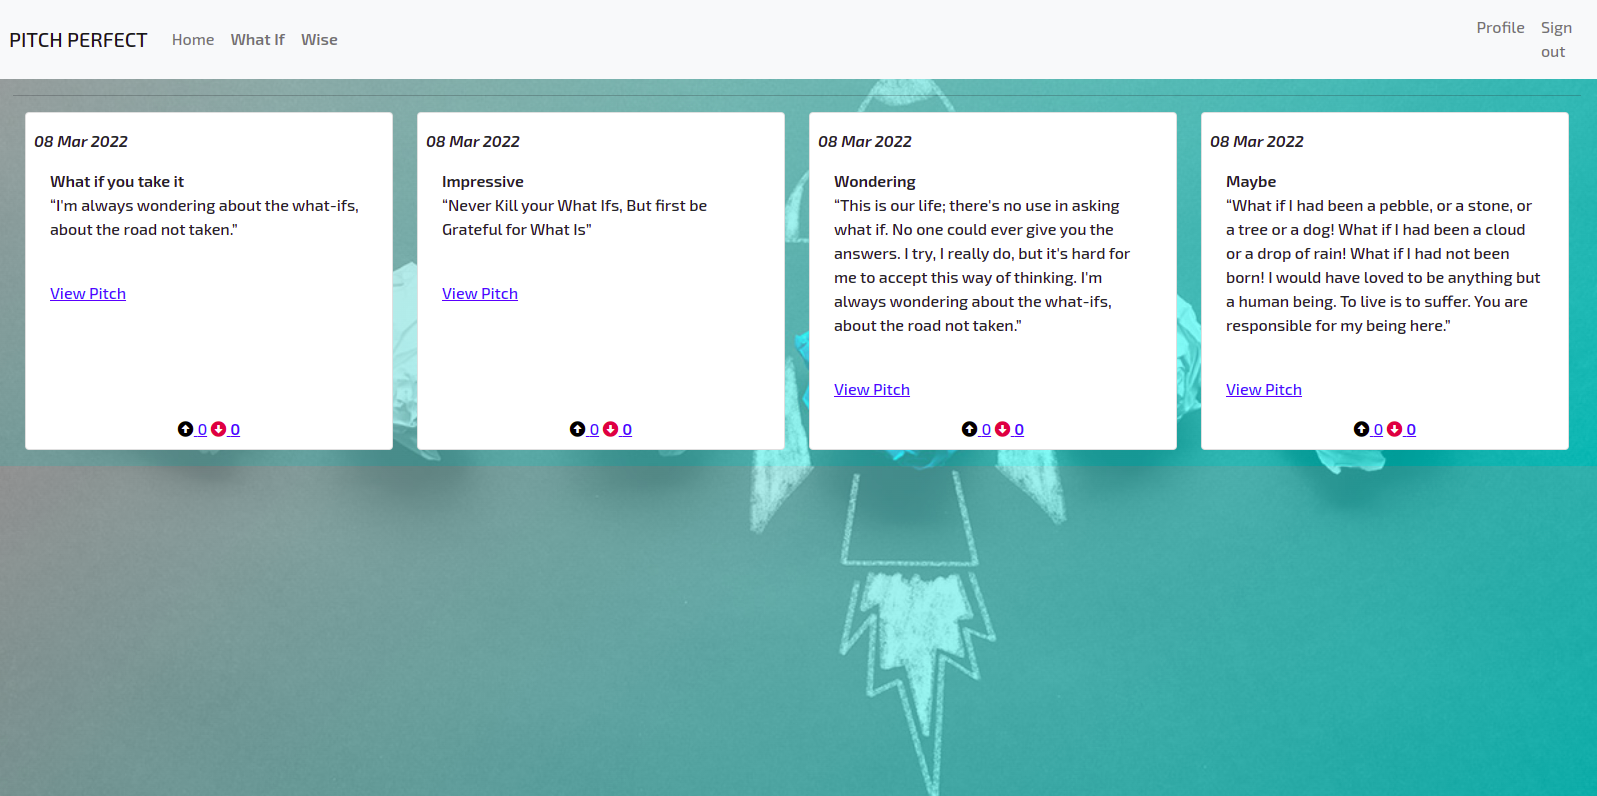 PITCH PERFECT Home What If Wise Profile Sign out
08 Mar 2022
What if you take it
“I'm always wondering about the what-ifs,
about the road not taken.”
View Pitch
0 0
08 Mar 2022
Impressive
“Never Kill your What Ifs, But first be
Grateful for What Is”
View Pitch
0 0
08 Mar 2022
Wondering
“This is our life; there's no use in asking
what if. No one could ever give you the
answers. I try, I really do, but it's hard for
me to accept this way of thinking. I'm
always wondering about the what-ifs,
about the road not taken.”
View Pitch
0 0
08 Mar 2022
Maybe
“What if I had been a pebble, or a stone, or
a tree or a dog! What if I had been a cloud
or a drop of rain! What if I had not been
born! I would have loved to be anything but
a human being. To live is to suffer. You are
responsible for my being here.”
View Pitch
0 0